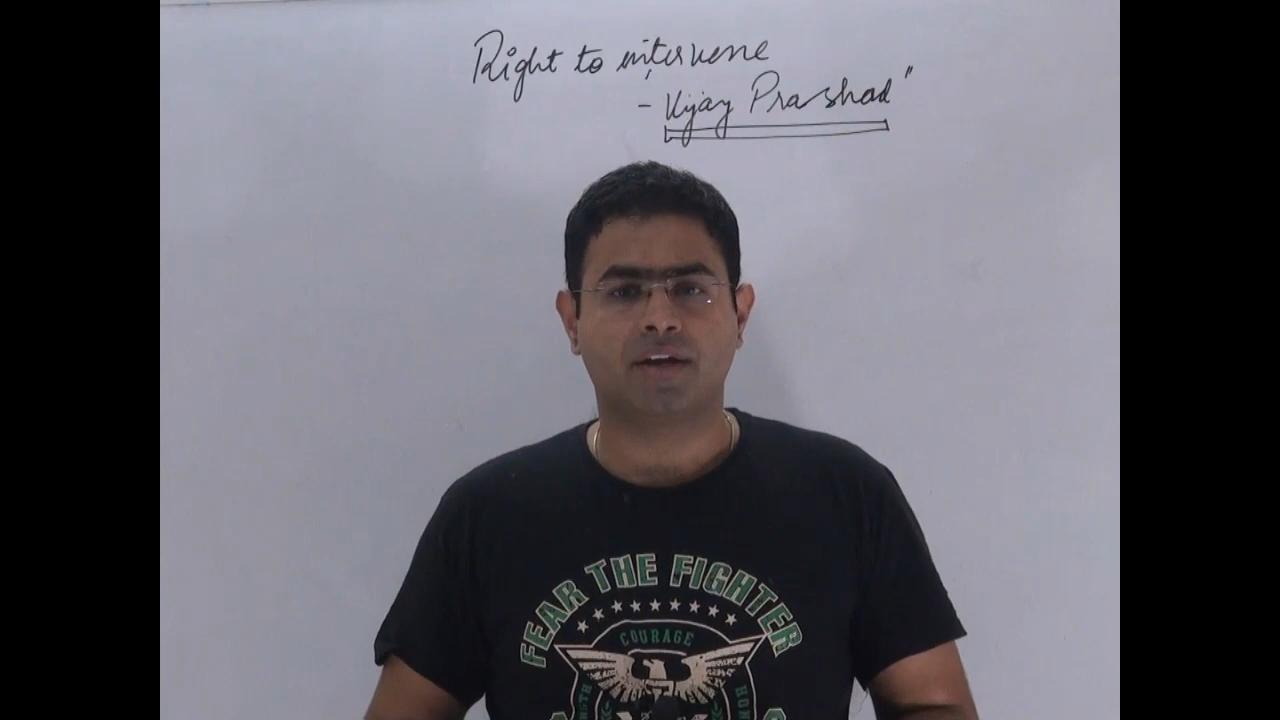 Right to intervene
- Vijay Prashad"
FEAR THE FIGHTER
COURAGE